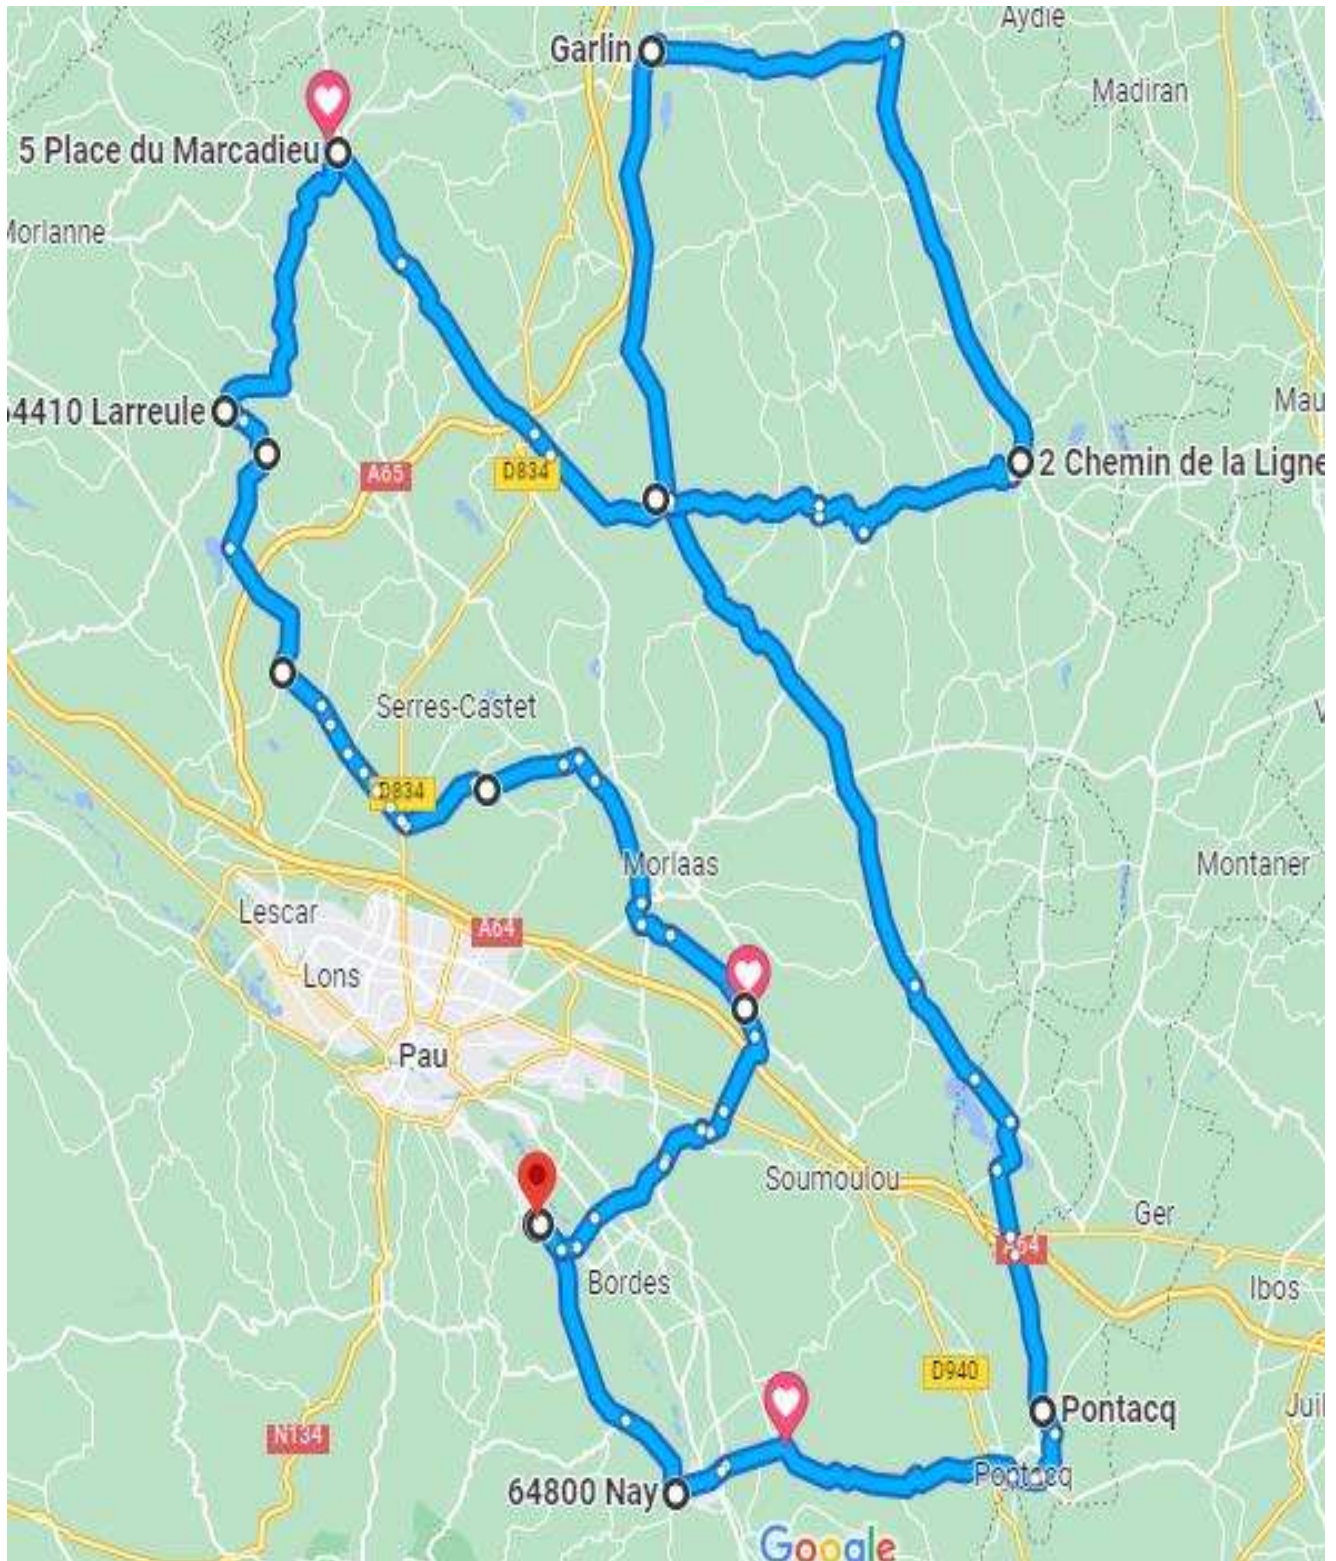 Aydie
Garlin
Madiran
5 Place du Marcadieu
Morlanne
Mau
4410 Larreule
A65
D834
2 Chemin de la Ligne
Serres-Castet
V
D834
Morlaas
Montaner
Lescar
A64
Lons
Pau
Soumoulou
Ger
A64
Bordes
Ibos
D940
Pontacq
Juil
N134
Pontacq
64800 Nay
Google